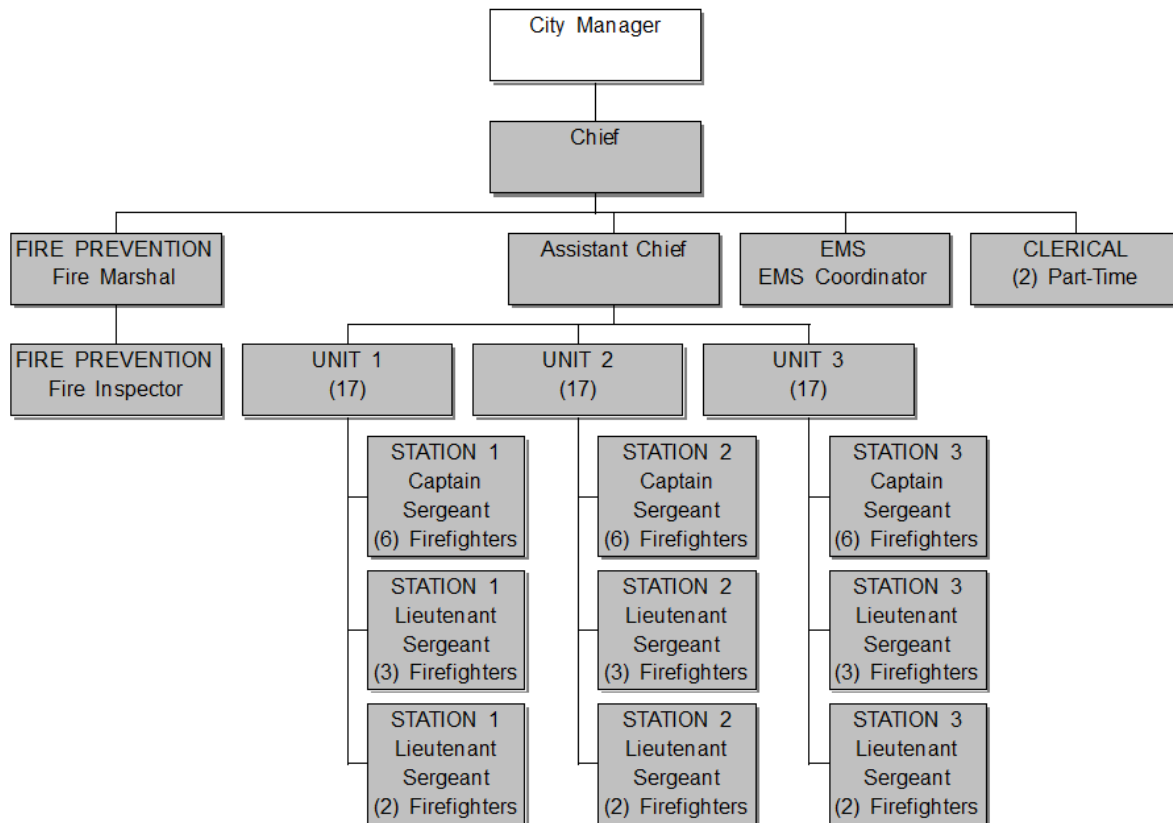 City Manager
Chief
FIRE PREVENTION
Fire Marshal
Assistant Chief
EMS
EMS Coordinator
CLERICAL
(2) Part-Time
FIRE PREVENTION
Fire Inspector
UNIT 1
(17)
UNIT 2
(17)
UNIT 3
(17)
STATION 1
Captain
Sergeant
(6) Firefighters
STATION 2
Captain
Sergeant
(6) Firefighters
STATION 3
Captain
Sergeant
(6) Firefighters
STATION 1
Lieutenant
Sergeant
(3) Firefighters
STATION 2
Lieutenant
Sergeant
(3) Firefighters
STATION 3
Lieutenant
Sergeant
(3) Firefighters
STATION 1
Lieutenant
Sergeant
(2) Firefighters
STATION 2
Lieutenant
Sergeant
(2) Firefighters
STATION 3
Lieutenant
Sergeant
(2) Firefighters